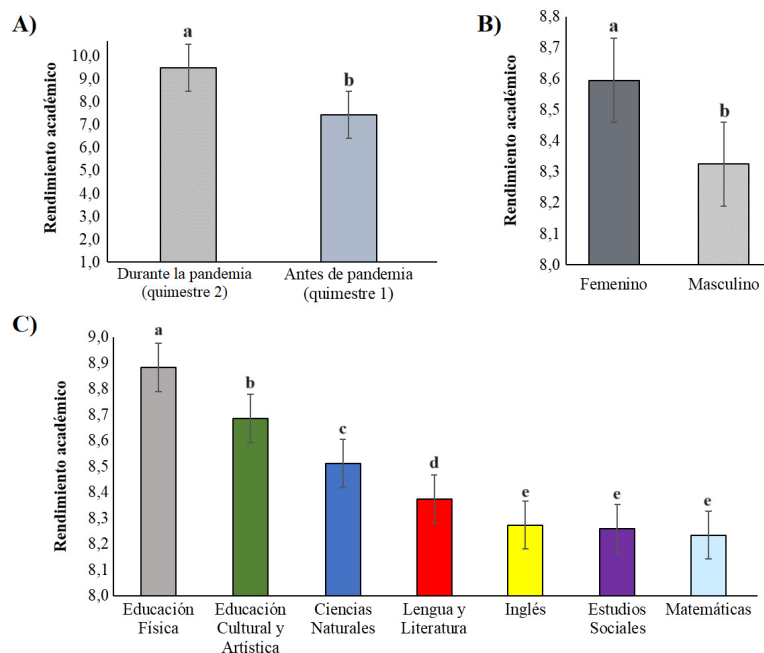 A)
Rendimiento académico
10,0
9,0
8,0
7,0
6,0
5,0
4,0
3,0
2,0
1,0
a
b
Durante la pandemia
(quimestre 2)
Antes de pandemia
(quimestre 1)
B)
Rendimiento académico
8,8
8,7
8,6
8,5
8,4
8,3
8,2
8,1
8,0
a
b
Femenino
Masculino
C)
Rendimiento académico
9,0
8,9
8,8
8,7
8,6
8,5
8,4
8,3
8,2
8,1
8,0
a
b
c
d
e
e
e
Educación
Física
Educación
Cultural y
Artística
Ciencias
Naturales
Lengua y
Literatura
Inglés
Estudios
Sociales
Matemáticas